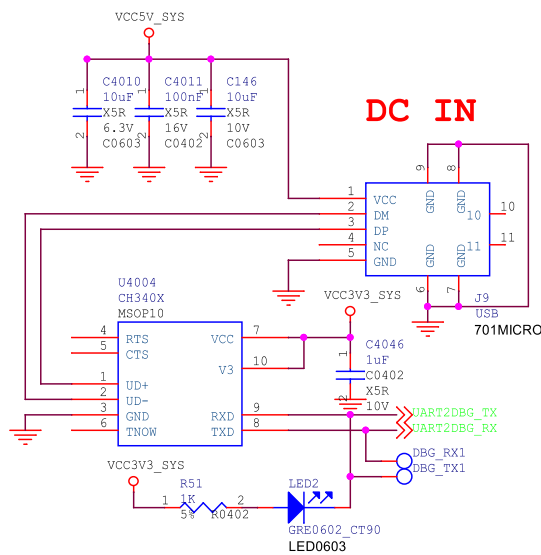 VCC5V_SYS
1
C4010
10uF
X5R
6.3V
C0603
2
1
C4011
100nF
X5R
16V
C0402
2
1
C146
10uF
X5R
10V
C0603
2
DC IN
9
8
1
VCC
GND
GND
2
DM
10
10
3
DP
4
NC
11
11
5
GND
GND
GND
6
7
J9
USB
701MICRO
U4004
CH340X
MSOP10
4
RTS
VCC
7
5
CTS
V3
10
1
UD+
2
UD-
3
GND
RXD
9
6
TNOW
TXD
8
VCC3V3_SYS
1
C4046
1uF
C0402
X5R
10V
2
UART2DBG_TX
UART2DBG_RX
DBG_RX1
DBG_TX1
VCC3V3_SYS
R51
1
1K
2
5%
R0402
LED2
GRE0602_CT90
LED0603